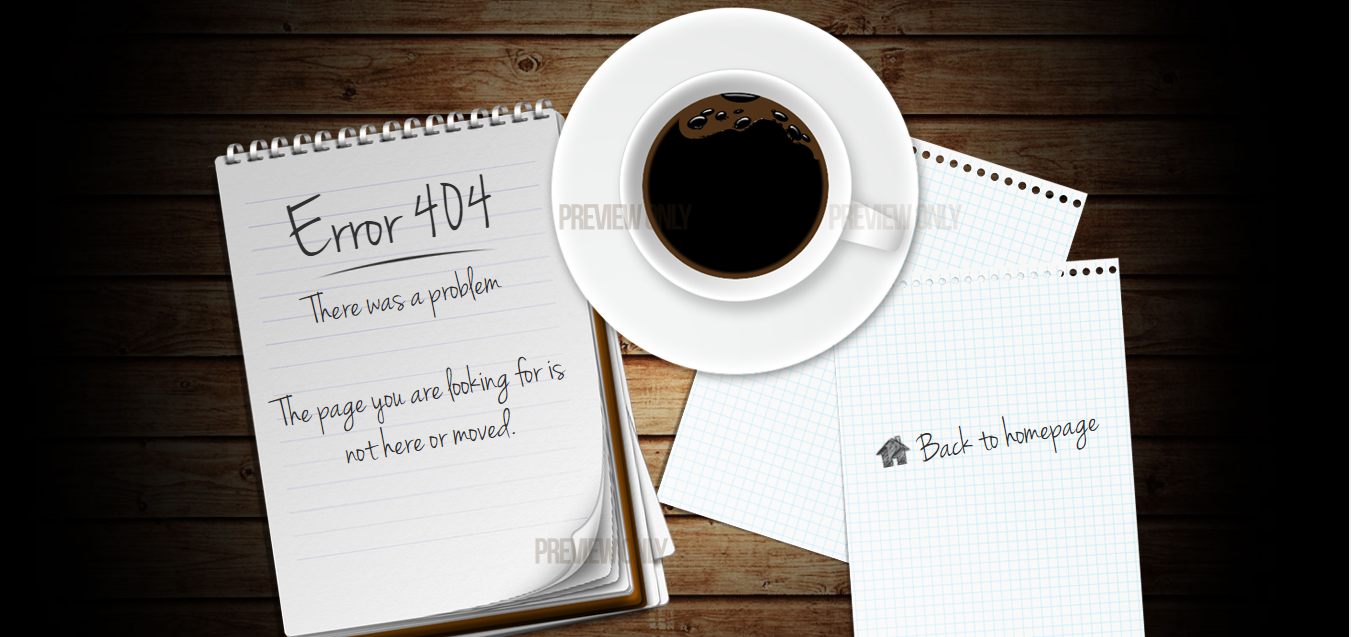 Error 404
There was a problem
The page you are looking for is
not here or moved.
PREVIEW ONLY
PREVIEW ONLY
Back to homepage
PREVIEW ONLY